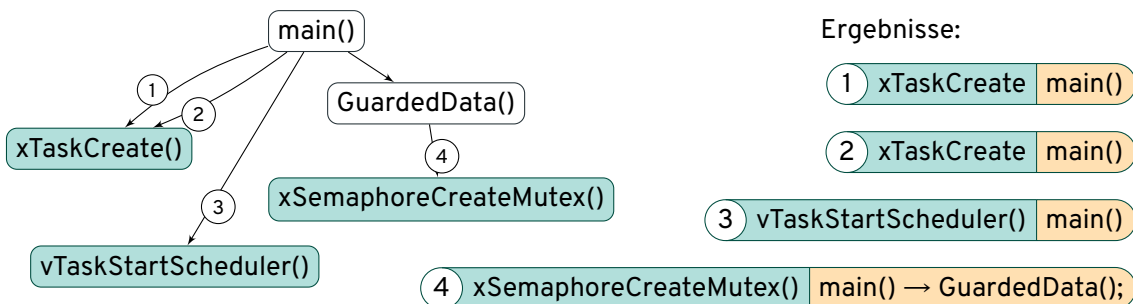 main()
Ergebnisse:
1
2
GuardedData()
xTaskCreate()
4
xSemaphoreCreateMutex()
3
vTaskStartScheduler()
1 xTaskCreate main()
2 xTaskCreate main()
3 vTaskStartScheduler() main()
4 xSemaphoreCreateMutex() main() → GuardedData();